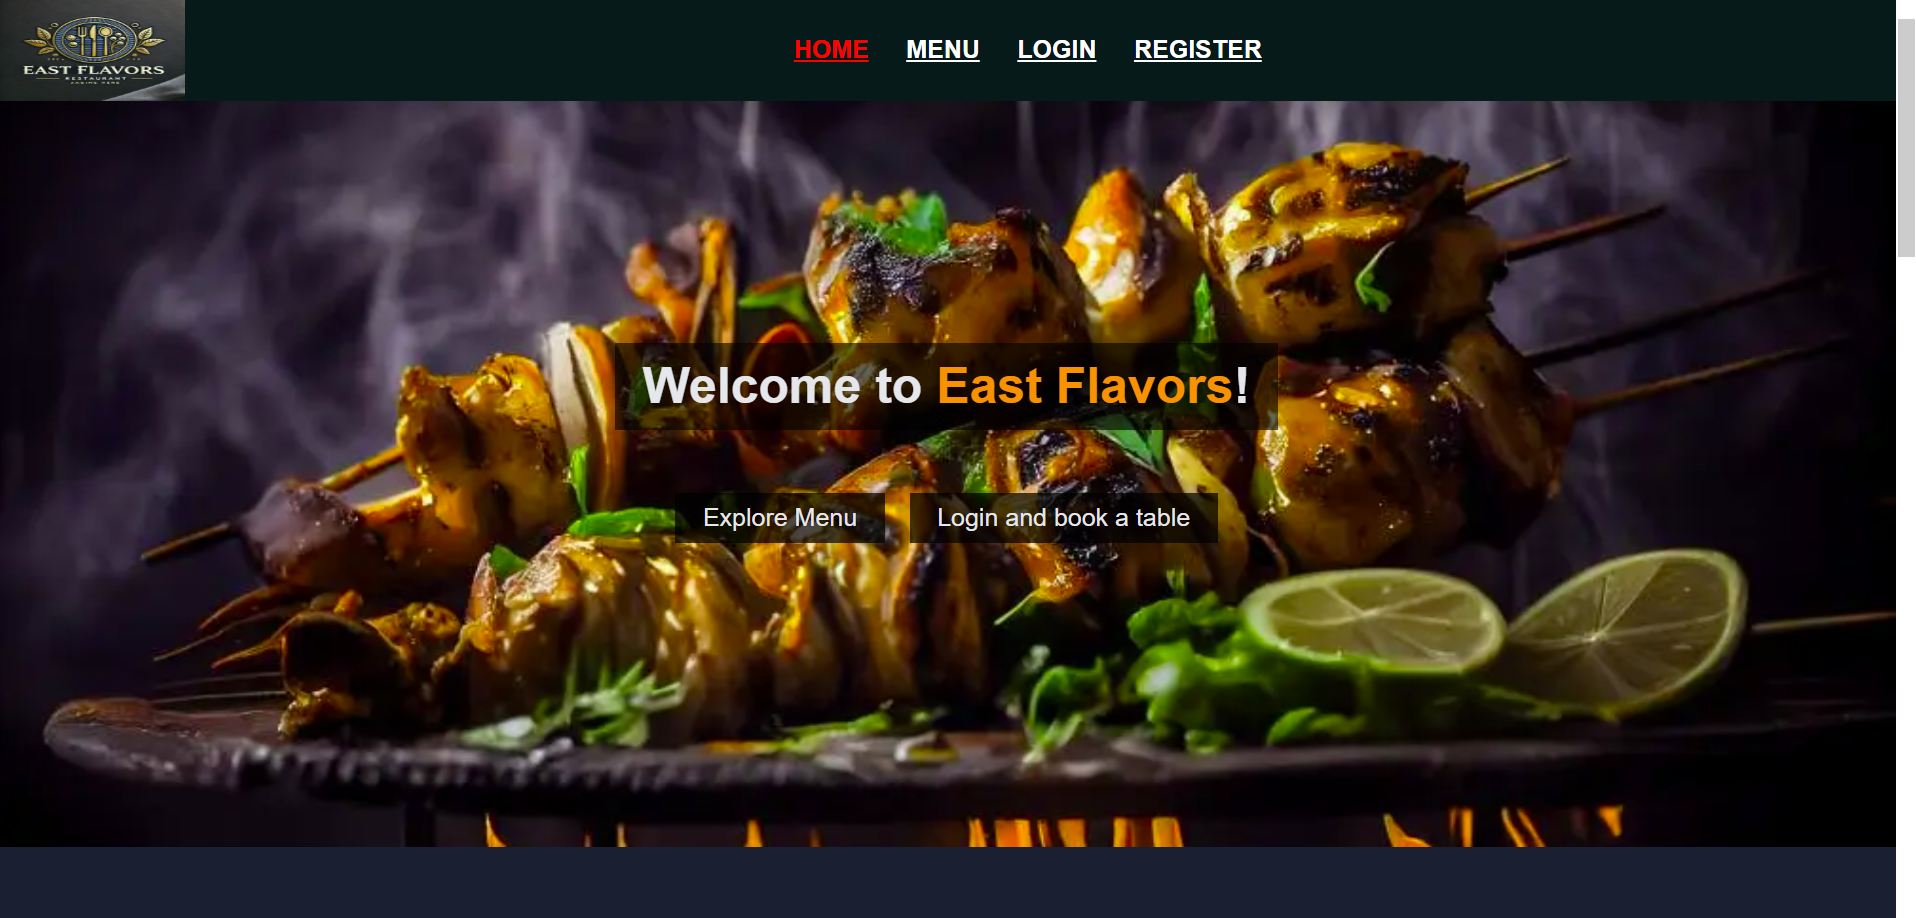 EAST FLAVORS
RESTAURANT
HOME MENU LOGIN REGISTER
Welcome to East Flavors!
Explore Menu
Login and book a table